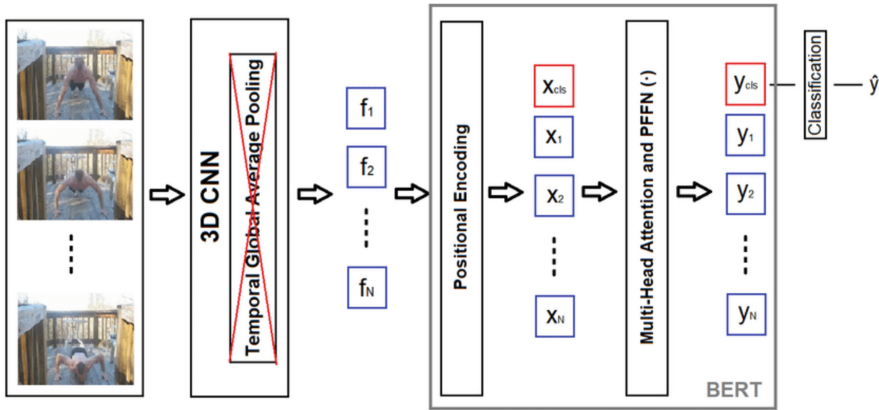 3D CNN
Temporal Global Average Pooling
f1
f2
fN
Positional Encoding
xcls
x1
x2
xN
Multi-Head Attention and PFFN (·)
ycls
y1
y2
yN
Classification
ŷ
BERT